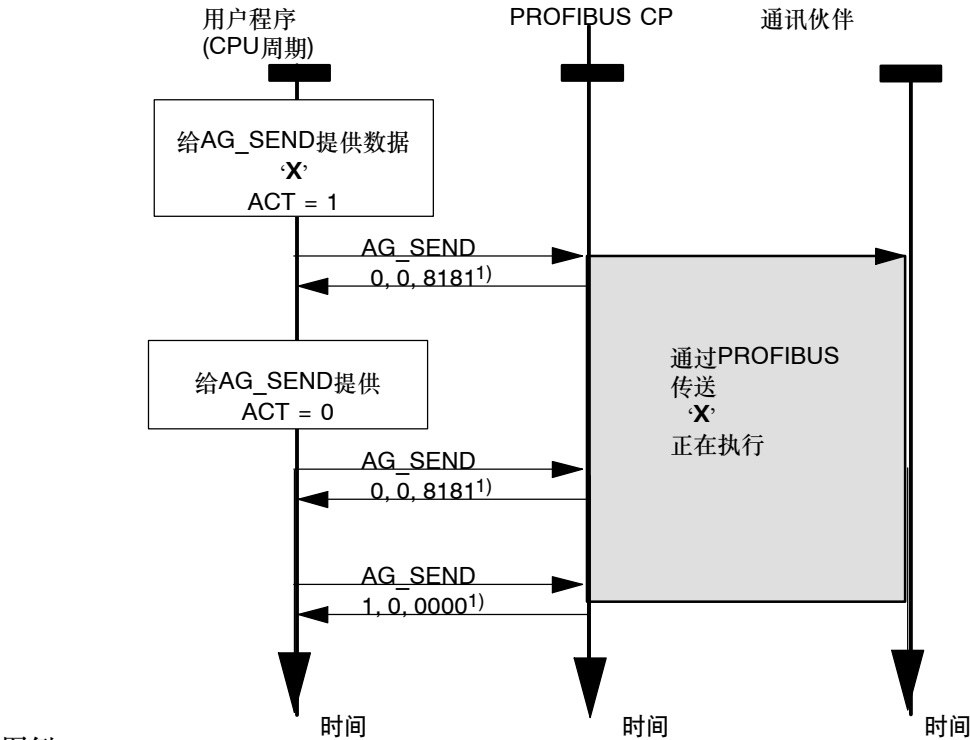 用户程序
(CPU周期)
PROFIBUS CP
通讯伙伴
给AG_SEND提供数据
‘X’
ACT = 1
AG_SEND
0, 0, 8181¹⁾
通过PROFIBUS
传送
‘X’
正在执行
给AG_SEND提供
ACT = 0
AG_SEND
0, 0, 8181¹⁾
AG_SEND
1, 0, 0000¹⁾
时间
时间
时间